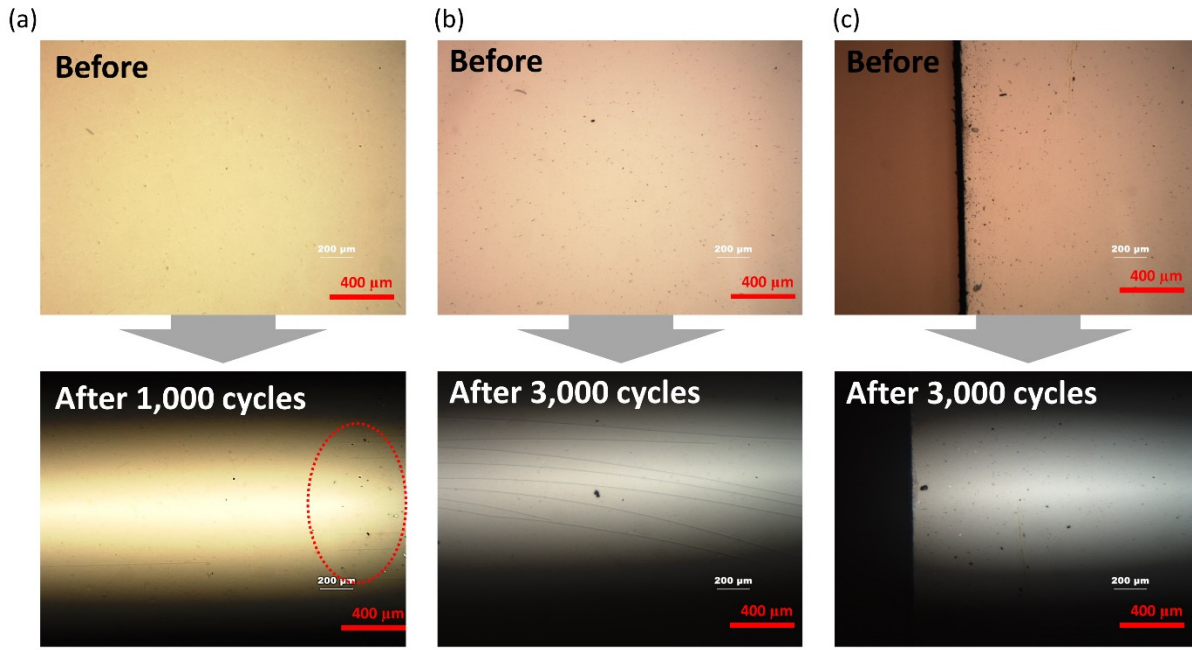 (a)
(b)
(c)
Before
Before
Before
200 μm
400 μm
200 μm
400 μm
200 μm
400 μm
After 1,000 cycles
After 3,000 cycles
After 3,000 cycles
200 μm
400 μm
200 μm
400 μm
200 μm
400 μm